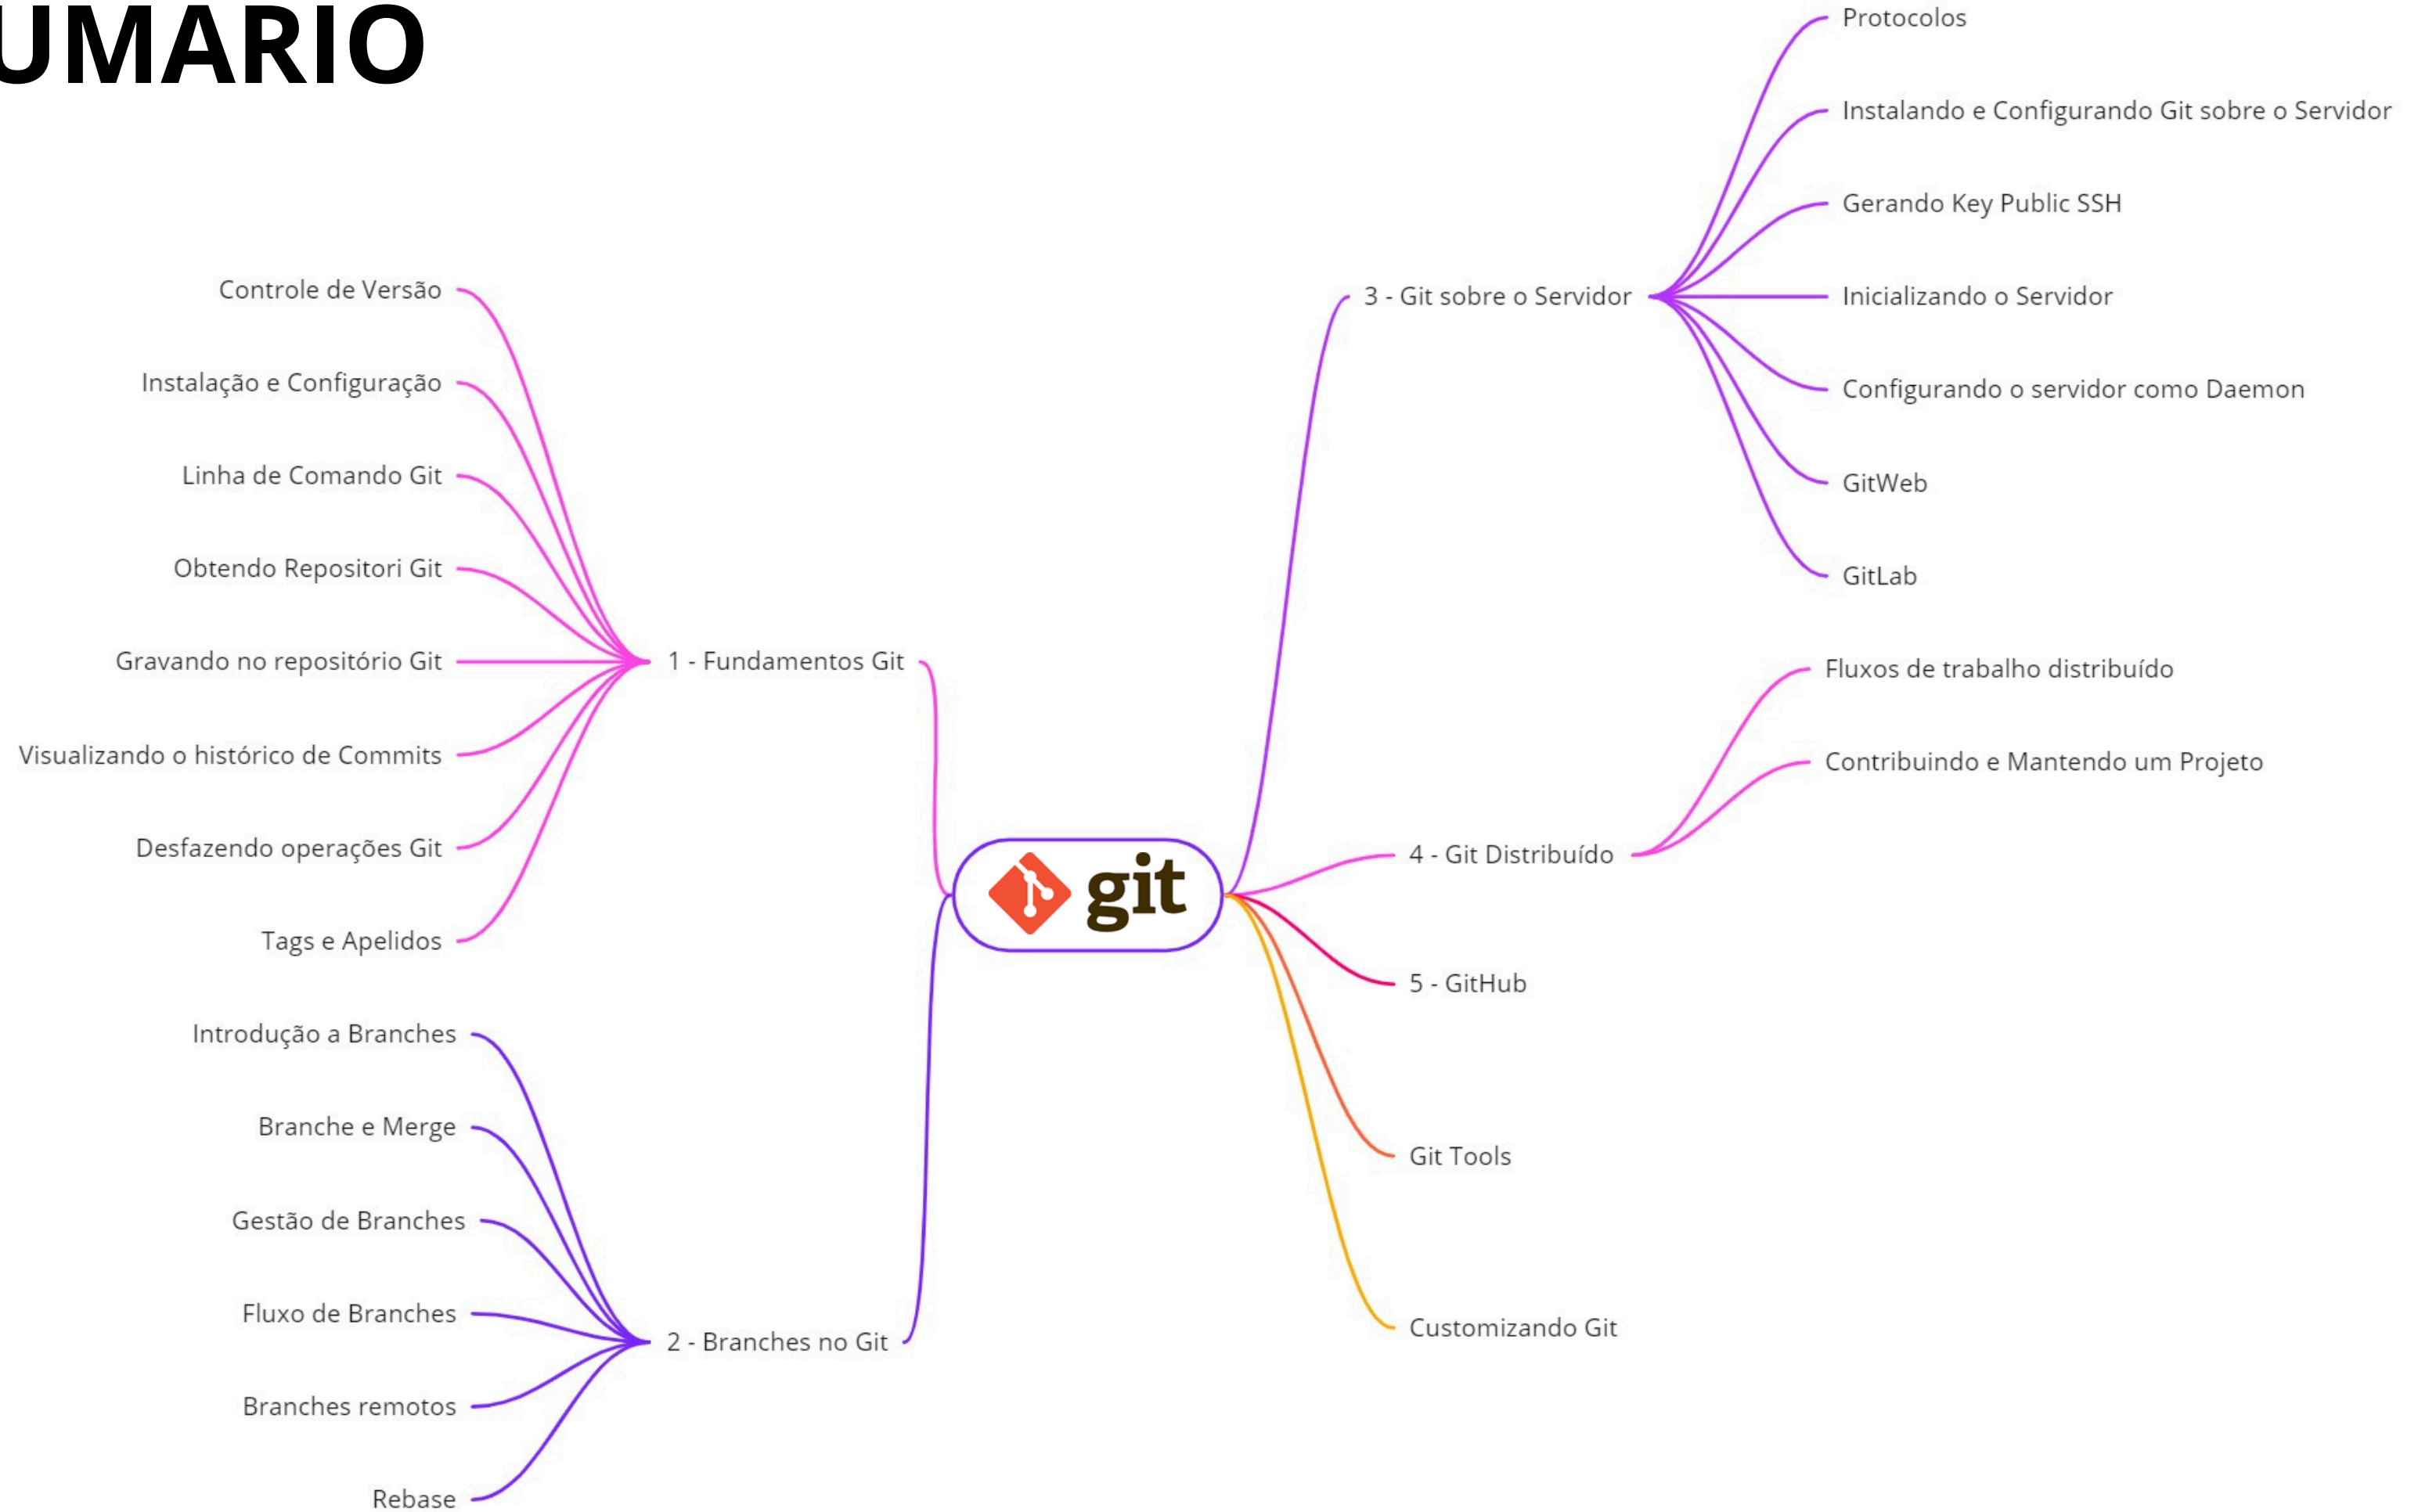 UMARIO
Controle de Versão
Instalação e Configuração
Linha de Comando Git
Obtendo Repositori Git
Gravando no repositório Git
Visualizando o histórico de Commits
Desfazendo operações Git
Tags e Apelidos
1 - Fundamentos Git
Introdução a Branches
Branche e Merge
Gestão de Branches
Fluxo de Branches
Branches remotos
Rebase
2 - Branches no Git
git
3 - Git sobre o Servidor
Protocolos
Instalando e Configurando Git sobre o Servidor
Gerando Key Public SSH
Inicializando o Servidor
Configurando o servidor como Daemon
GitWeb
GitLab
4 - Git Distribuído
Fluxos de trabalho distribuído
Contribuindo e Mantendo um Projeto
5 - GitHub
Git Tools
Customizando Git